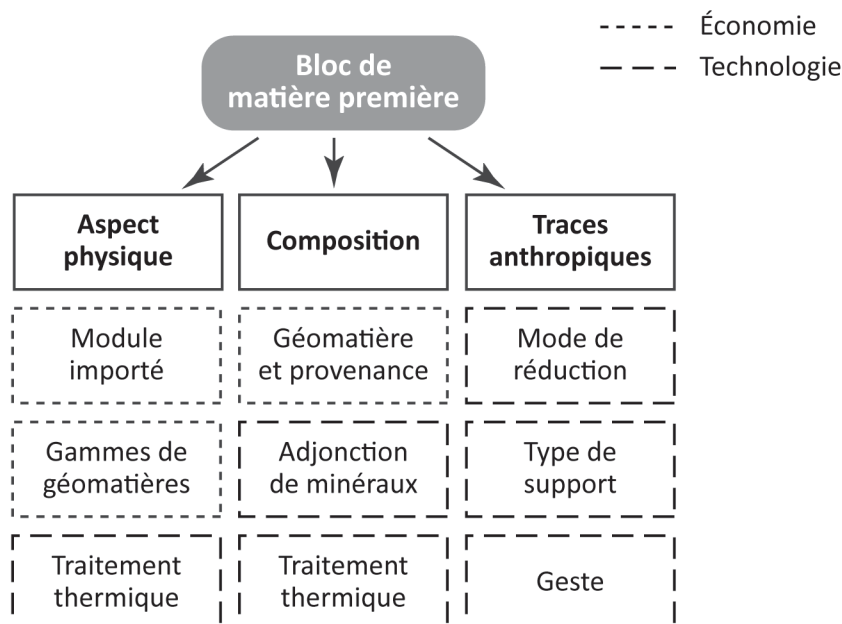 Économie
Technologie
Bloc de
matière première
Aspect
physique
Composition
Traces
anthropiques
Module
importé
Géomatière
et provenance
Mode de
réduction
Gammes de
géomatières
Adjonction
de minéraux
Type de
support
Traitement
thermique
Traitement
thermique
Geste